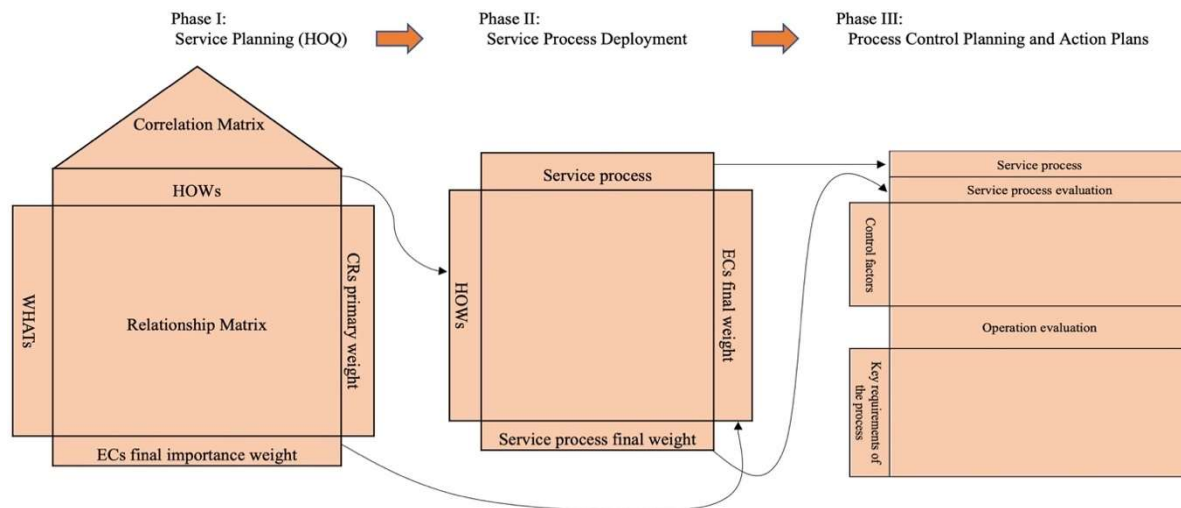 Phase I:
Service Planning (HOQ)
Phase II:
Service Process Deployment
Phase III:
Process Control Planning and Action Plans
Correlation Matrix
HOWs
WHATs
Relationship Matrix
CRs primary weight
ECs final importance weight
Service process
HOWs
ECs final weight
Service process final weight
Service process
Service process evaluation
Control factors
Operation evaluation
Key requirements of
the process